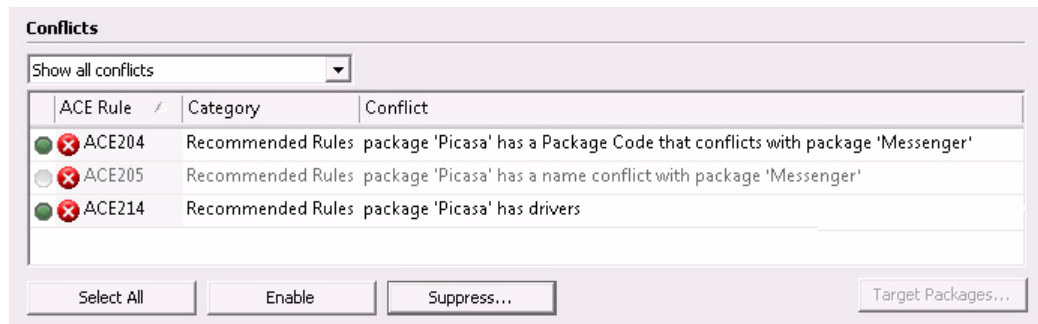 Conflicts
Show all conflicts
ACE Rule Category Conflict
ACE204 Recommended Rules package 'Picasa' has a Package Code that conflicts with package 'Messenger'
ACE205 Recommended Rules package 'Picasa' has a name conflict with package 'Messenger'
ACE214 Recommended Rules package 'Picasa' has drivers
Select All Enable Suppress... Target Packages...